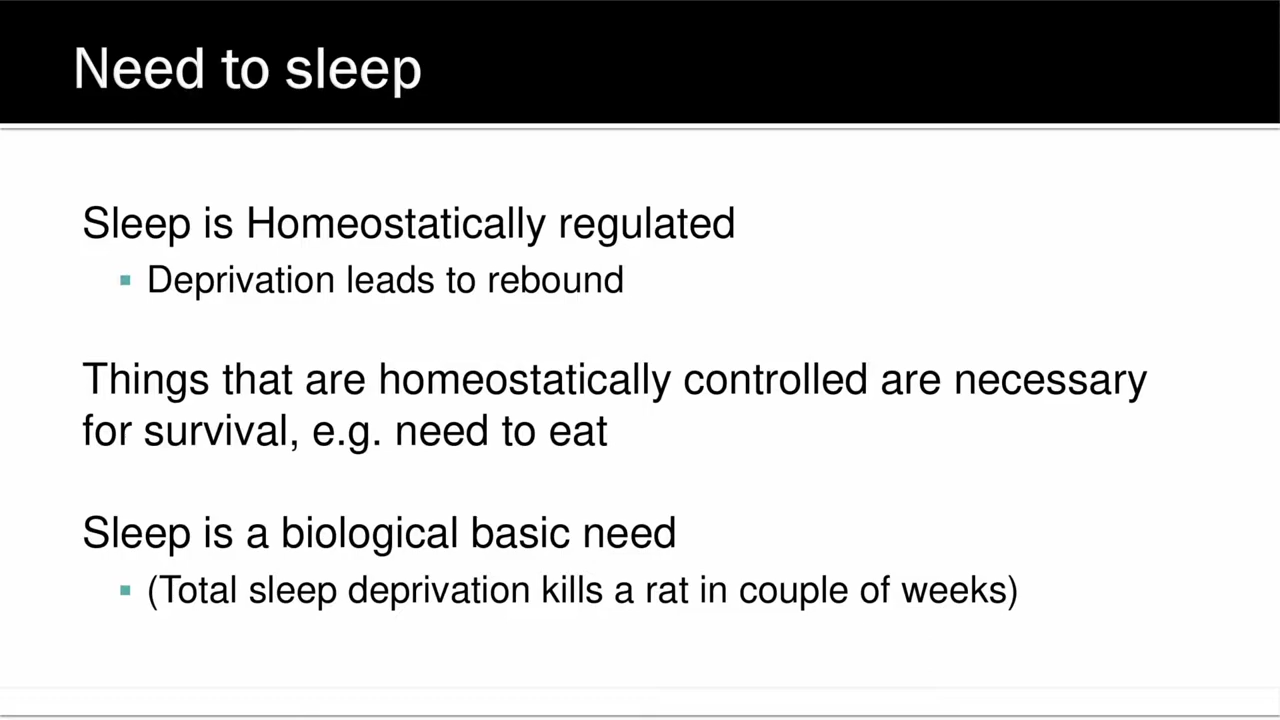 Need to sleep
Sleep is Homeostatically regulated
▪ Deprivation leads to rebound
Things that are homeostatically controlled are necessary
for survival, e.g. need to eat
Sleep is a biological basic need
▪ (Total sleep deprivation kills a rat in couple of weeks)